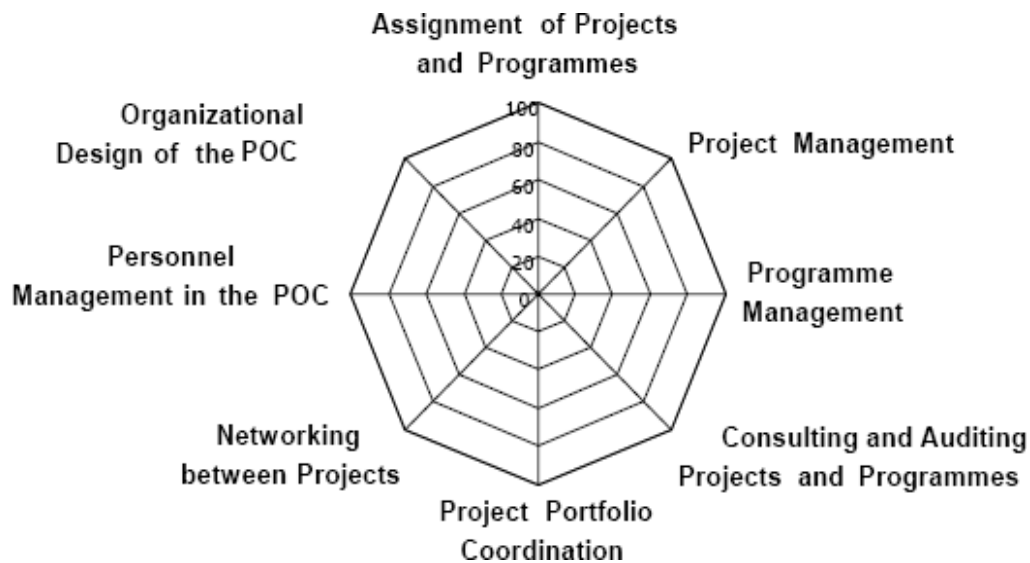 Assignment of Projects
and Programmes
Organizational
Design of the POC
Project Management
Personnel
Management in the POC
Programme
Management
Networking
between Projects
Consulting and Auditing
Projects and Programmes
Project Portfolio
Coordination
100
80
60
40
20
0